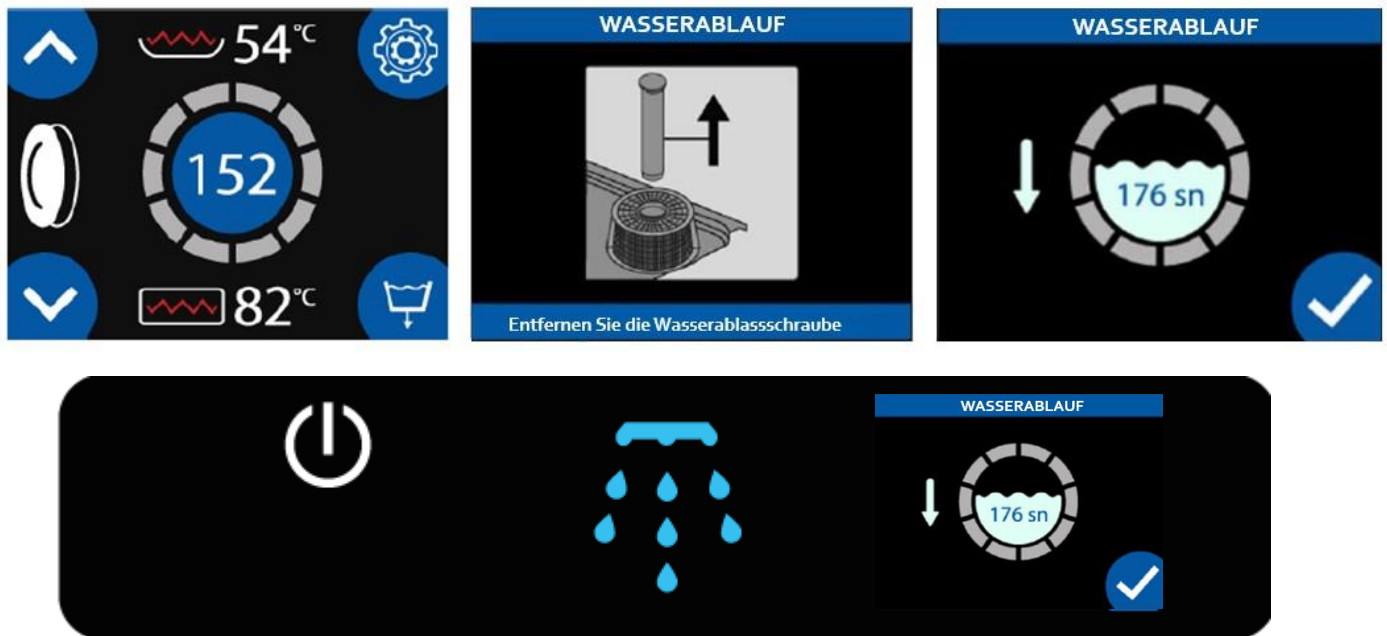 54°C
152
82°C
WASSERABLAUF
Entfernen Sie die Wasserablassschraube
WASSERABLAUF
176 sn
WASSERABLAUF
176 sn